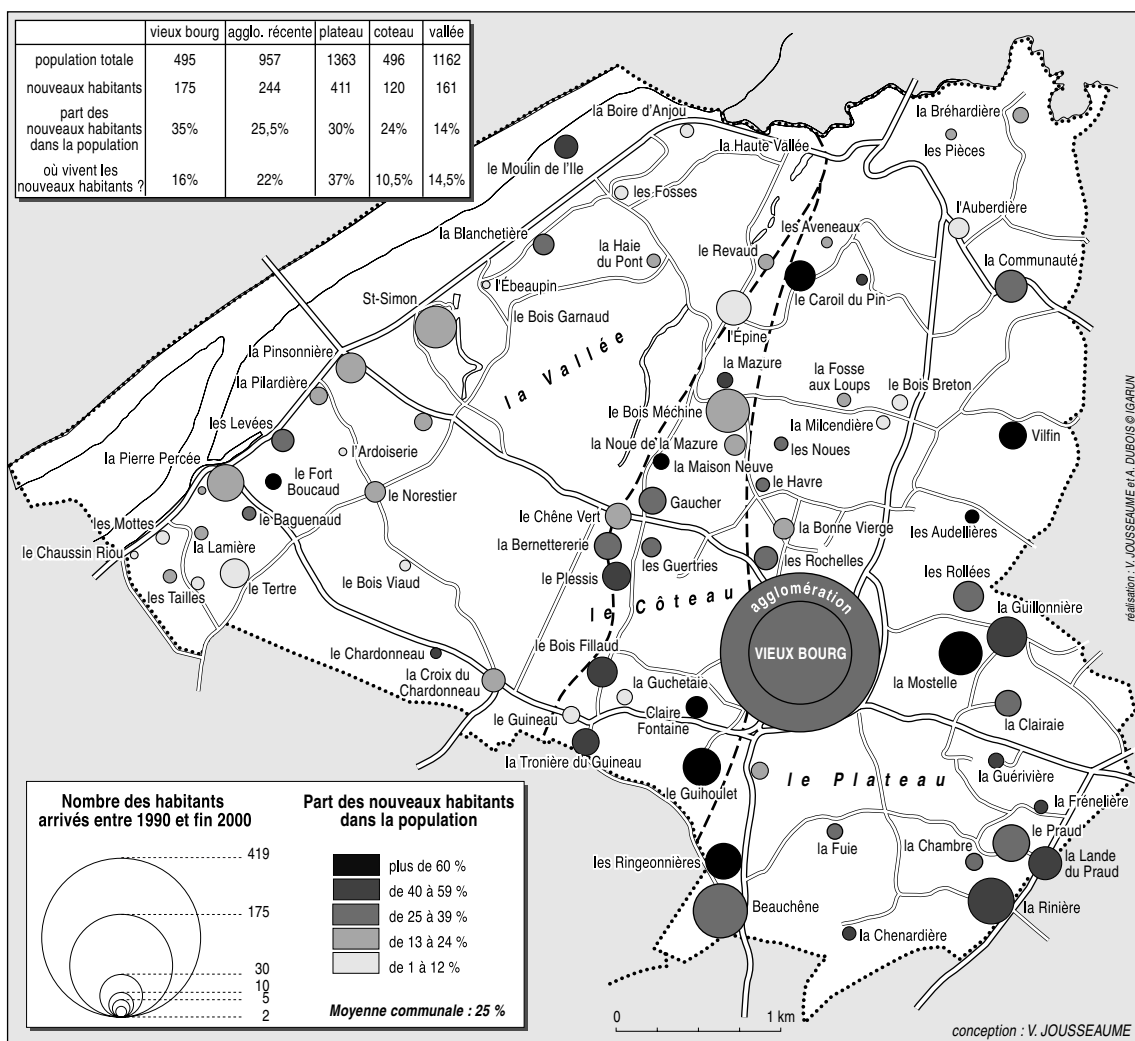 vieux bourg agglo. récente plateau coteau vallée
population totale 495 957 1363 496 1162
nouveaux habitants 175 244 411 120 161
part des
nouveaux habitants
dans la population 35% 25,5% 30% 24% 14%
où vivent les
nouveaux habitants ? 16% 22% 37% 10,5% 14,5%
la Boire d'Anjou
la Haute Vallée
la Bréhardière
les Pièces
le Moulin de l'Ile
les Fosses
l'Auberdière
la Blanchetière
la Haie
du Pont
le Revaud
les Aveneaux
la Communauté
l'Ébeaupin
le Caroil du Pin
St-Simon
le Bois Garnaud
l'Épine
la Pinsonnière
la Vallée
la Mazure
la Fosse
aux Loups
le Bois Breton
la Pilardière
le Bois Méchine
la Milcendière
les Levées
l'Ardoiserie
la Noue de la Mazure
les Noues
Vilfin
la Pierre Percée
le Fort
Boucaud
la Maison Neuve
le Norestier
Gaucher
le Havre
les Mottes
le Baguenaud
le Chêne Vert
la Bonne Vierge
les Audellières
le Chaussin Riou
la Lamière
la Bernettererie
les Guertries
les Rochelles
les Tailles
le Tertre
le Bois Viaud
le Plessis
les Rollées
le Côteau
agglomération
VIEUX BOURG
la Guillonnière
le Chardonneau
le Bois Fillaud
la Mostelle
la Croix du
Chardonneau
la Guchetaie
le Guineau
Claire
Fontaine
la Clairaie
la Tronière du Guineau
le Guihoulet
le Plateau
la Guérivière
la Frénelière
le Praud
les Ringeonnières
la Fuie
la Chambre
la Lande
du Praud
Beauchêne
la Rinière
la Chenardière
Nombre des habitants
arrivés entre 1990 et fin 2000
419
175
30
10
5
2
Part des nouveaux habitants
dans la population
plus de 60 %
de 40 à 59 %
de 25 à 39 %
de 13 à 24 %
de 1 à 12 %
Moyenne communale : 25 %
0 1 km
conception : V. JOUSSEAUME
réalisation : V. JOUSSEAUME et A. DUBOIS © IGARUN